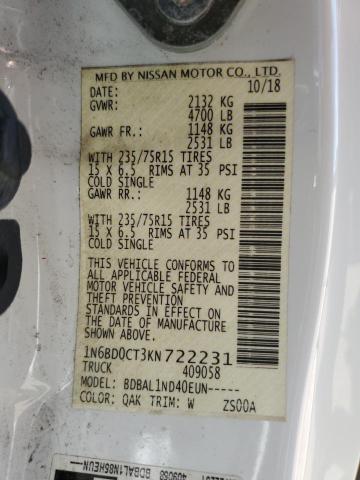 MFD BY NISSAN MOTOR CO., LTD.
DATE: 10/18
GVWR: 2132 KG
4700 LB
GAWR FR.: 1148 KG
2531 LB
WITH 235/75R15 TIRES
15 X 6.5 RIMS AT 35 PSI
COLD SINGLE
GAWR RR.: 1148 KG
2531 LB
WITH 235/75R15 TIRES
15 X 6.5 RIMS AT 35 PSI
COLD SINGLE
THIS VEHICLE CONFORMS TO
ALL APPLICABLE FEDERAL
MOTOR VEHICLE SAFETY AND
THEFT PREVENTION
STANDARDS IN EFFECT ON
THE DATE OF MANUFACTURE
SHOWN ABOVE.
1N6BD0CT3KN722231
TRUCK 409058
MODEL: BDBAL1ND40EUN-----
COLOR: QAK TRIM: W ZS00A